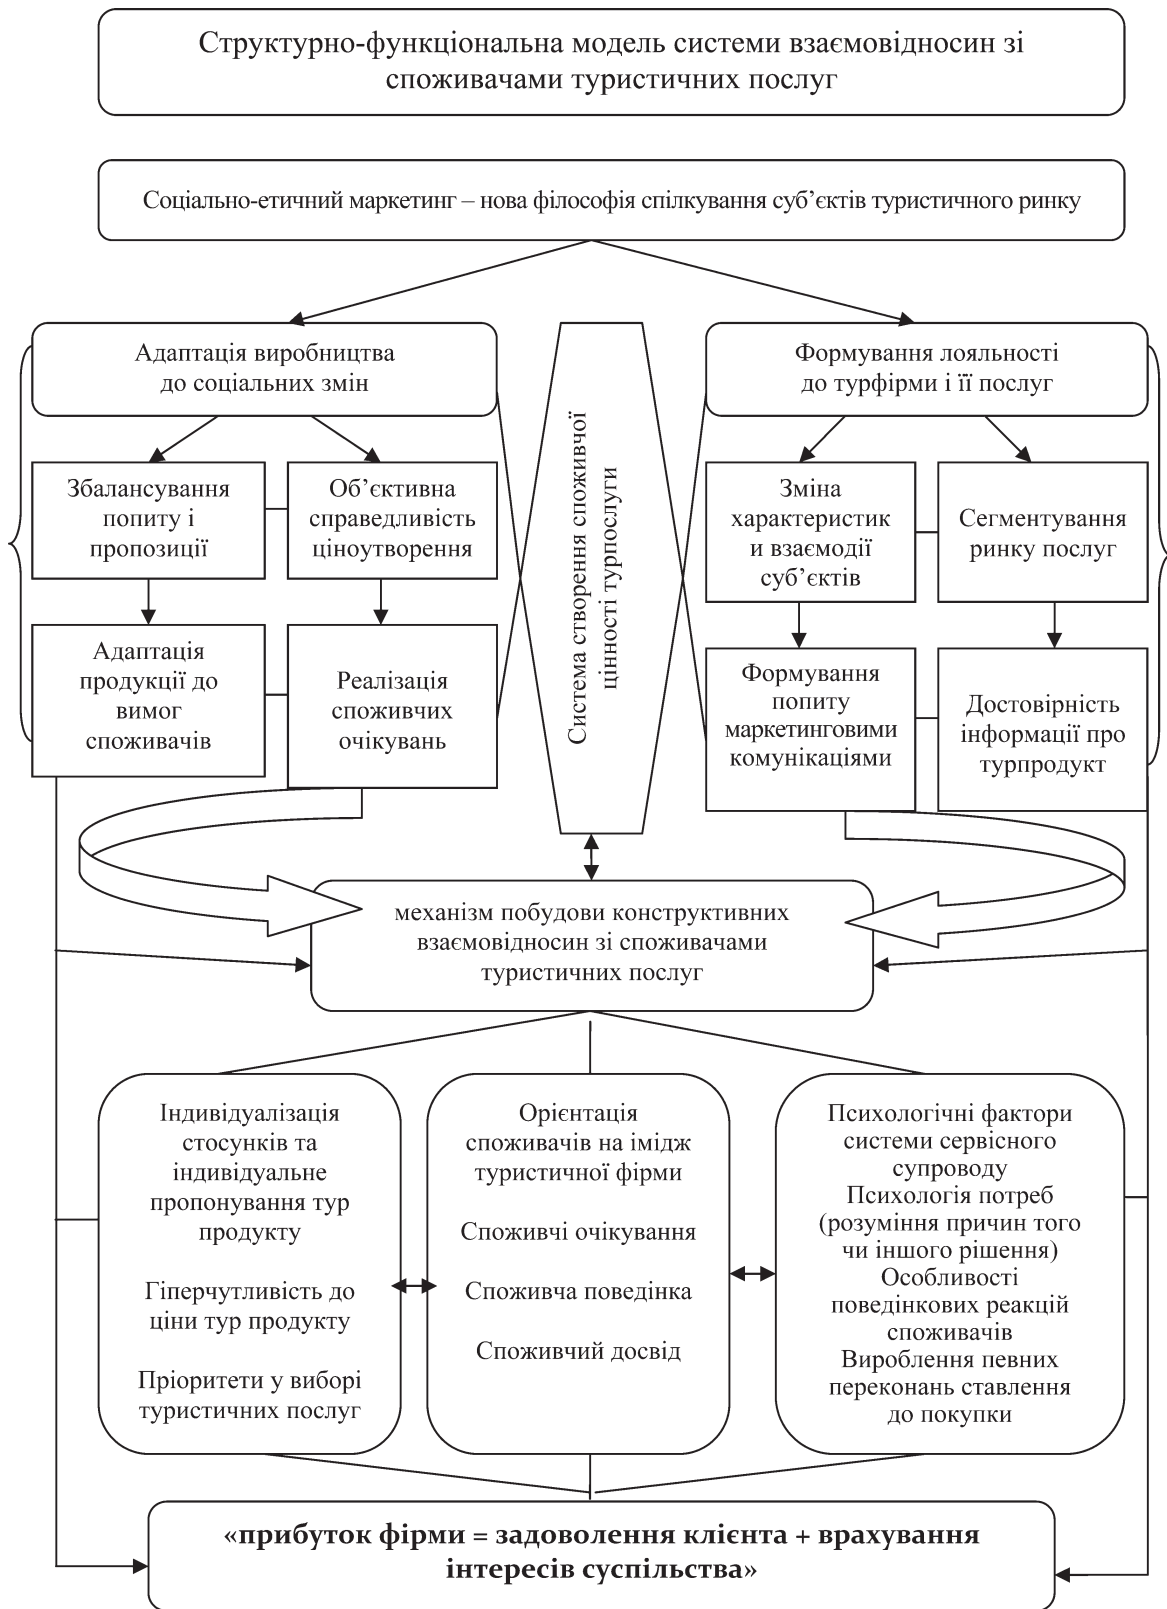 Структурно-функціональна модель системи взаємовідносин зі
споживачами туристичних послуг
Соціально-етичний маркетинг – нова філософія спілкування суб’єктів туристичного ринку
Адаптація виробництва
до соціальних змін
Збалансування
попиту і
пропозиції
Об’єктивна
справедливість
ціноутворення
Адаптація
продукції до
вимог
споживачів
Реалізація
споживчих
очікувань
Система створення споживчої
цінності турпослуги
Формування лояльності
до турфірми і її послуг
Зміна
характеристик
и взаємодії
суб’єктів
Сегментування
ринку послуг
Формування
попиту
маркетинговими
комунікаціями
Достовірність
інформації про
турпродукт
механізм побудови конструктивних
взаємовідносин зі споживачами
туристичних послуг
Індивідуалізація
стосунків та
індивідуальне
пропонування тур
продукту
Гіперчутливість до
ціни тур продукту
Пріоритети у виборі
туристичних послуг
Орієнтація
споживачів на імідж
туристичної фірми
Споживчі очікування
Споживча поведінка
Споживчий досвід
Психологічні фактори
системи сервісного
супроводу
Психологія потреб
(розуміння причин того
чи іншого рішення)
Особливості
поведінкових реакцій
споживачів
Вироблення певних
переконань ставлення
до покупки
«прибуток фірми = задоволення клієнта + врахування
інтересів суспільства»